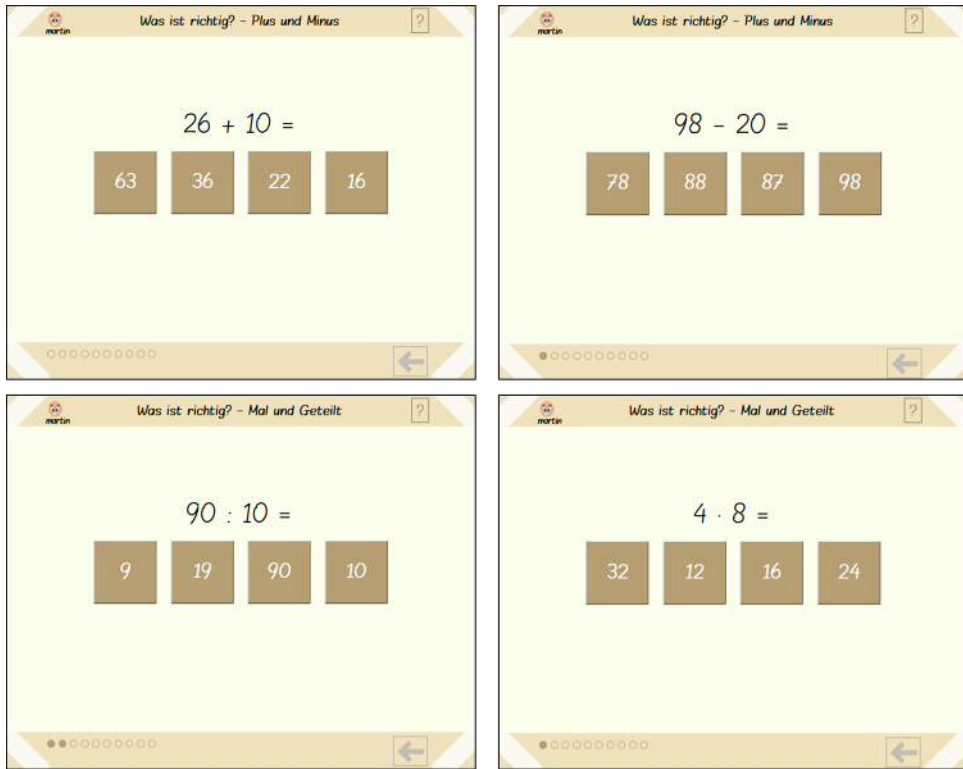 Was ist richtig? - Plus und Minus
?
martin
26 + 10 =
63 36 22 16
Was ist richtig? - Plus und Minus
?
martin
98 - 20 =
78 88 87 98
Was ist richtig? - Mal und Geteilt
?
martin
90 : 10 =
9 19 90 10
Was ist richtig? - Mal und Geteilt
?
martin
4 · 8 =
32 12 16 24